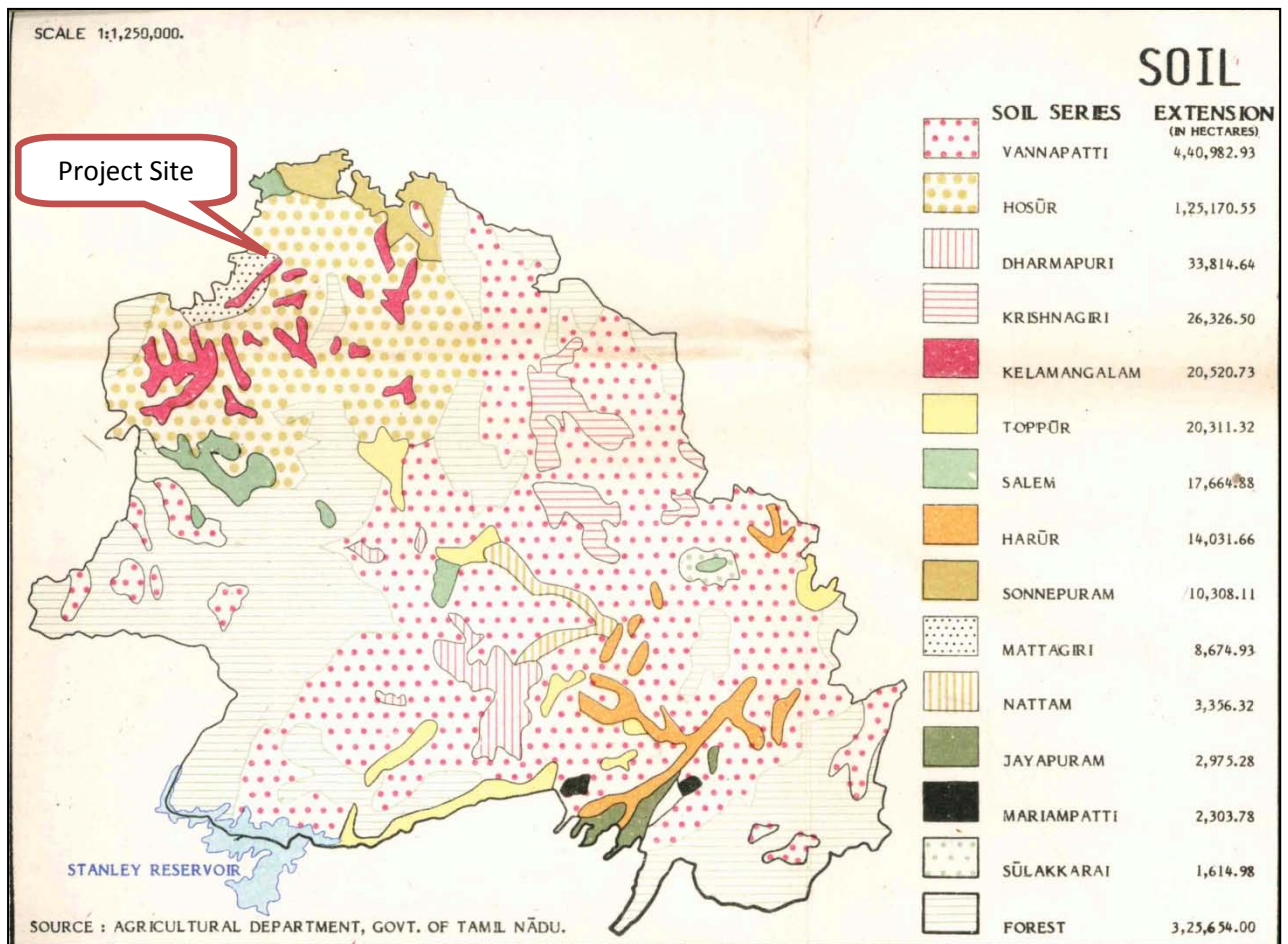 SCALE 1:1,250,000.
SOIL
Project Site
SOIL SERIES EXTENSION
(IN HECTARES)
VANNAPATTI 4,40,982.93
HOSŪR 1,25,170.55
DHARMAPURI 33,814.64
KRISHNAGIRI 26,326.50
KELAMANGALAM 20,520.73
TOPPŪR 20,311.32
SALEM 17,664.88
HARŪR 14,031.66
SONNEPURAM 10,308.11
MATTAGIRI 8,674.93
NATTAM 3,356.32
JAYAPURAM 2,975.28
MARIAMPATTI 2,303.78
SŪLAKKARAI 1,614.98
FOREST 3,25,654.00
STANLEY RESERVOIR
SOURCE : AGRICULTURAL DEPARTMENT, GOVT. OF TAMIL NĀDU.